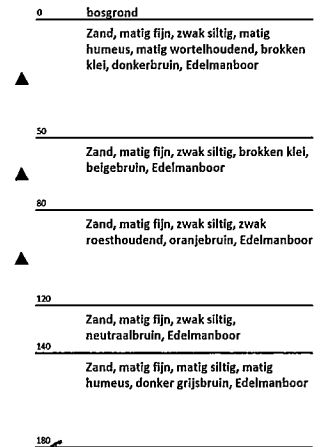 0 bosgrond
Zand, matig fijn, zwak siltig, matig
humeus, matig wortelhoudend, brokken
klei, donkerbruin, Edelmanboor
50
Zand, matig fijn, zwak siltig, brokken klei,
beigebruin, Edelmanboor
80
Zand, matig fijn, zwak siltig, zwak
roesthoudend, oranjebruin, Edelmanboor
120
Zand, matig fijn, zwak siltig,
neutraalbruin, Edelmanboor
140
Zand, matig fijn, matig siltig, matig
humeus, donker grijsbruin, Edelmanboor
180